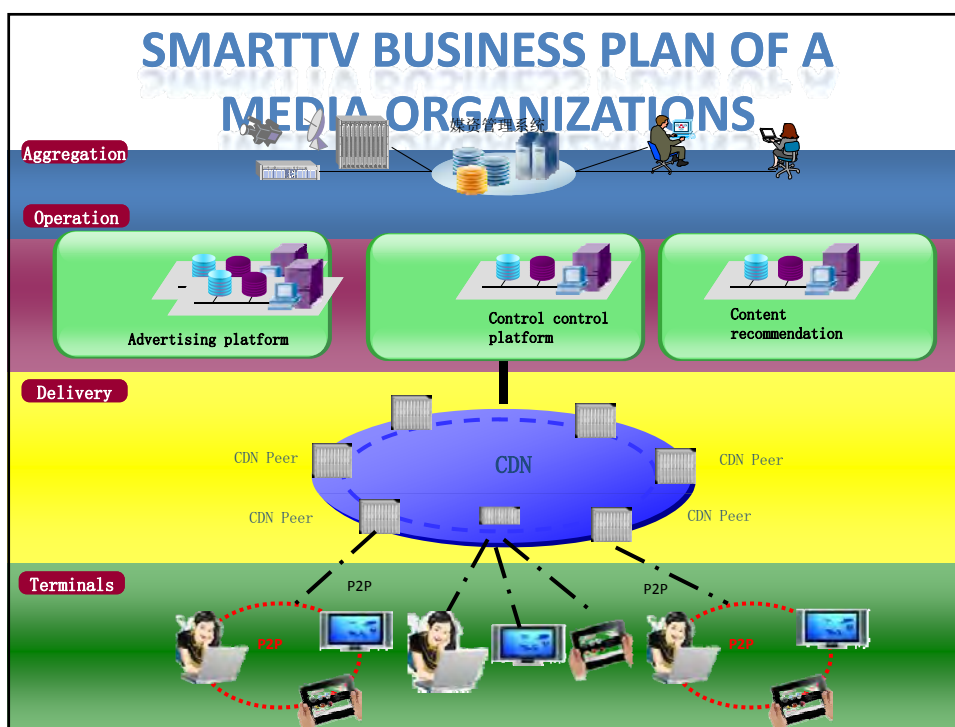 SMARTTV BUSINESS PLAN OF A
MEDIA ORGANIZATIONS
媒资管理系统
Aggregation
Operation
Advertising platform
Control control
platform
Content
recommendation
Delivery
CDN
CDN Peer
CDN Peer
CDN Peer
CDN Peer
Terminals
P2P
P2P
P2P
P2P